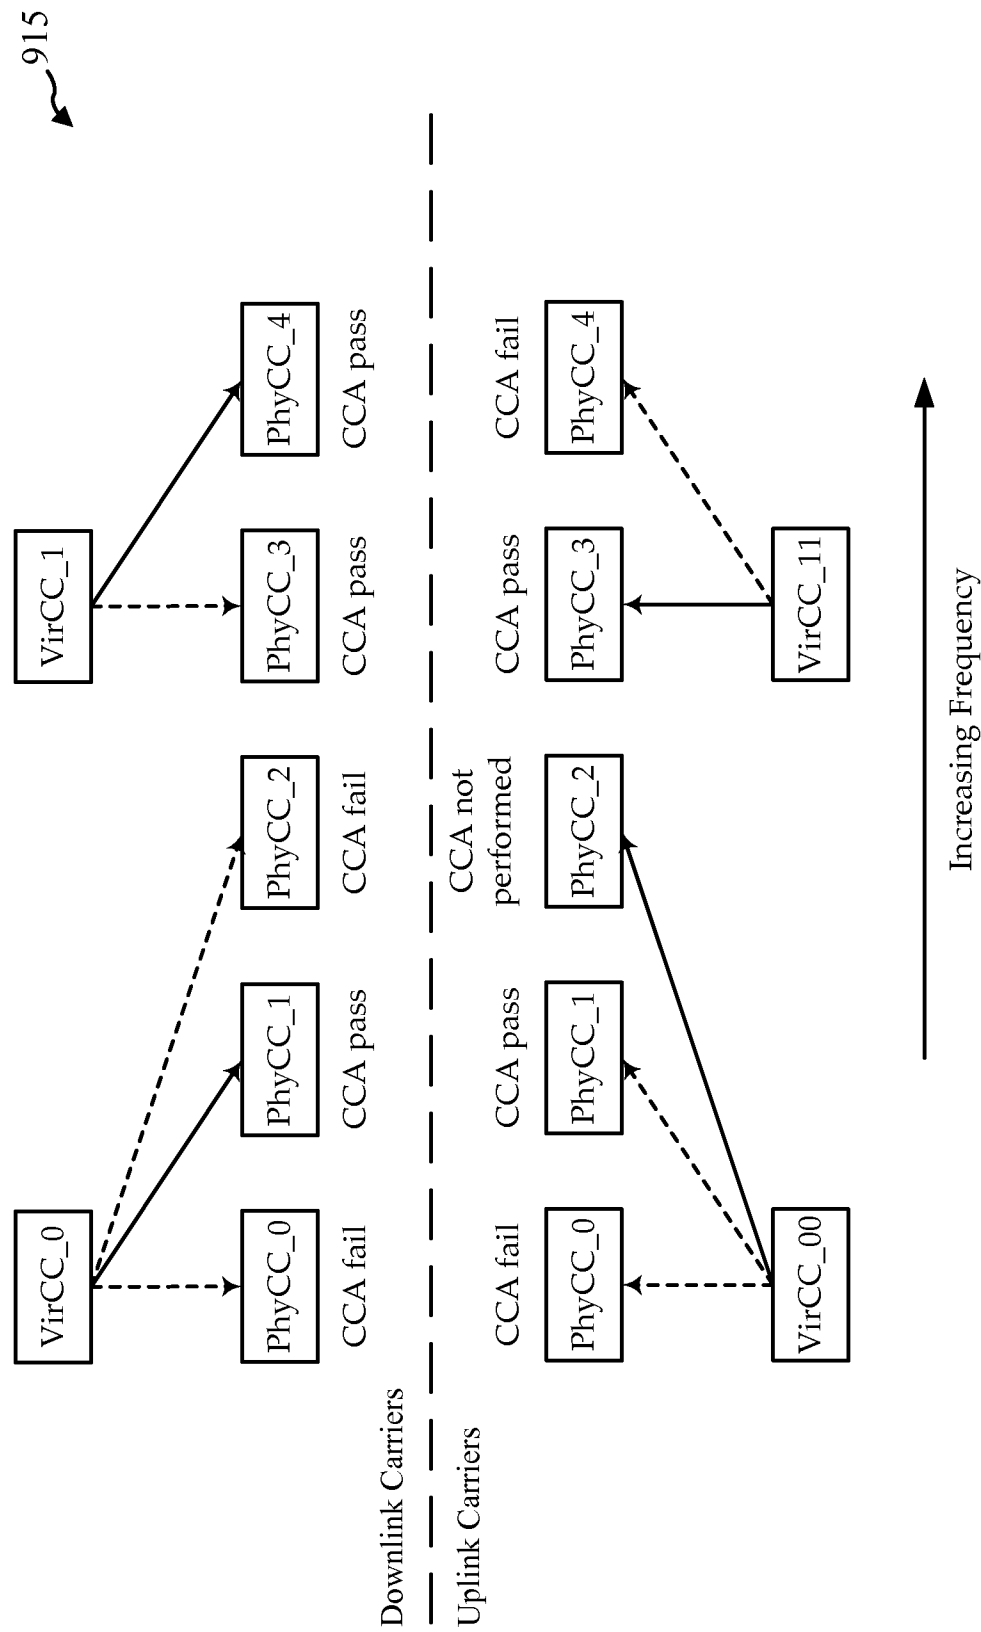 915
VirCC_0
VirCC_1
PhyCC_0
PhyCC_1
PhyCC_2
PhyCC_3
PhyCC_4
CCA fail
CCA pass
CCA fail
CCA pass
CCA pass
Downlink Carriers
Uplink Carriers
CCA fail
CCA pass
CCA not
performed
CCA pass
CCA fail
PhyCC_0
PhyCC_1
PhyCC_2
PhyCC_3
PhyCC_4
VirCC_00
VirCC_11
Increasing Frequency